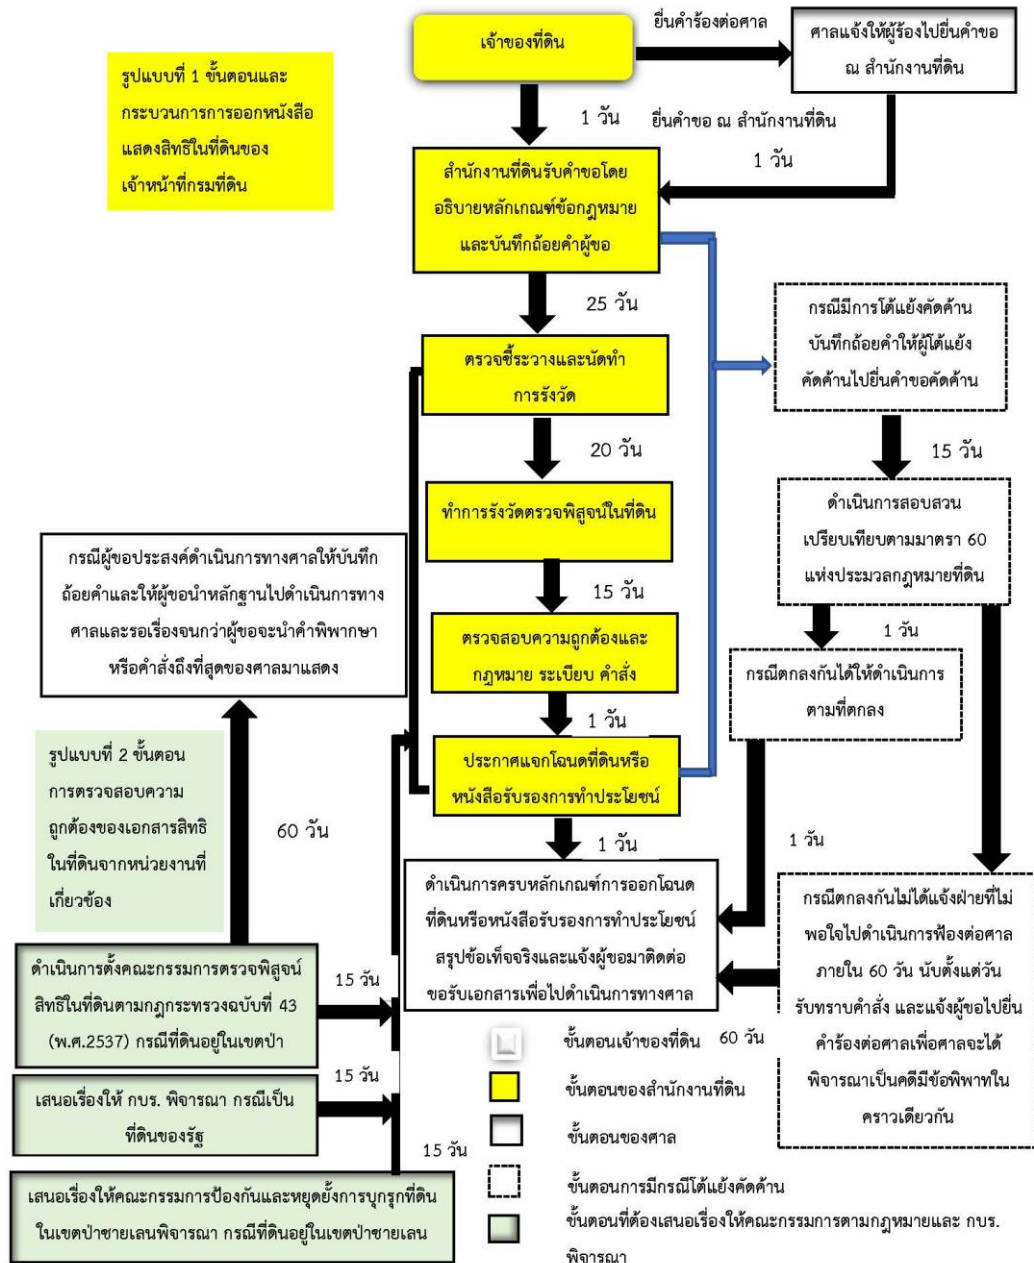 เจ้าของที่ดิน
ยื่นคำร้องต่อศาล
ศาลแจ้งให้ผู้ร้องไปยื่นคำขอ
ณ สำนักงานที่ดิน
รูปแบบที่ 1 ขั้นตอนและ
กระบวนการการออกหนังสือ
แสดงสิทธิในที่ดินของ
เจ้าหน้าที่กรมที่ดิน
1 วัน
ยื่นคำขอ ณ สำนักงานที่ดิน
1 วัน
สำนักงานที่ดินรับคำขอโดย
อธิบายหลักเกณฑ์ข้อกฎหมาย
และบันทึกถ้อยคำผู้ขอ
25 วัน
กรณีมีการโต้แย้งคัดค้าน
บันทึกถ้อยคำให้ผู้โต้แย้ง
คัดค้านไปยื่นคำขอคัดค้าน
ตรวจชี้ระวางและนัดทำ
การรังวัด
20 วัน
15 วัน
ทำการรังวัดตรวจพิสูจน์ในที่ดิน
ดำเนินการสอบสวน
เปรียบเทียบตามมาตรา 60
แห่งประมวลกฎหมายที่ดิน
กรณีผู้ขอประสงค์ดำเนินการทางศาลให้บันทึก
ถ้อยคำและให้ผู้ขอนำหลักฐานไปดำเนินการทาง
ศาลและรอเรื่องจนกว่าผู้ขอจะนำคำพิพากษา
หรือคำสั่งถึงที่สุดของศาลมาแสดง
15 วัน
ตรวจสอบความถูกต้องและ
กฎหมาย ระเบียบ คำสั่ง
1 วัน
กรณีตกลงกันได้ให้ดำเนินการ
ตามที่ตกลง
1 วัน
รูปแบบที่ 2 ขั้นตอน
การตรวจสอบความ
ถูกต้องของเอกสารสิทธิ
ในที่ดินจากหน่วยงานที่
เกี่ยวข้อง
60 วัน
ประกาศแจกโฉนดที่ดินหรือ
หนังสือรับรองการทำประโยชน์
1 วัน
1 วัน
ดำเนินการครบหลักเกณฑ์การออกโฉนด
ที่ดินหรือหนังสือรับรองการทำประโยชน์
สรุปข้อเท็จจริงและแจ้งผู้ขอมาติดต่อ
ขอรับเอกสารเพื่อไปดำเนินการทางศาล
กรณีตกลงกันไม่ได้แจ้งฝ่ายที่ไม่
พอใจไปดำเนินการฟ้องต่อศาล
ภายใน 60 วัน นับตั้งแต่วัน
รับทราบคำสั่ง และแจ้งผู้ขอไปยื่น
คำร้องต่อศาลเพื่อศาลจะได้
พิจารณาเป็นคดีมีข้อพิพาทใน
คราวเดียวกัน
ดำเนินการตั้งคณะกรรมการตรวจพิสูจน์
สิทธิในที่ดินตามกฎกระทรวงฉบับที่ 43
(พ.ศ.2537) กรณีที่ดินอยู่ในเขตป่า
15 วัน
เสนอเรื่องให้ กบร. พิจารณา กรณีเป็น
ที่ดินของรัฐ
15 วัน
เสนอเรื่องให้คณะกรรมการป้องกันและหยุดยั้งการบุกรุกที่ดิน
ในเขตป่าชายเลนพิจารณา กรณีที่ดินอยู่ในเขตป่าชายเลน
15 วัน
ขั้นตอนเจ้าของที่ดิน
60 วัน
ขั้นตอนของสำนักงานที่ดิน
ขั้นตอนของศาล
ขั้นตอนการมีกรณีโต้แย้งคัดค้าน
ขั้นตอนที่ต้องเสนอเรื่องให้คณะกรรมการตามกฎหมายและ กบร.
พิจารณา